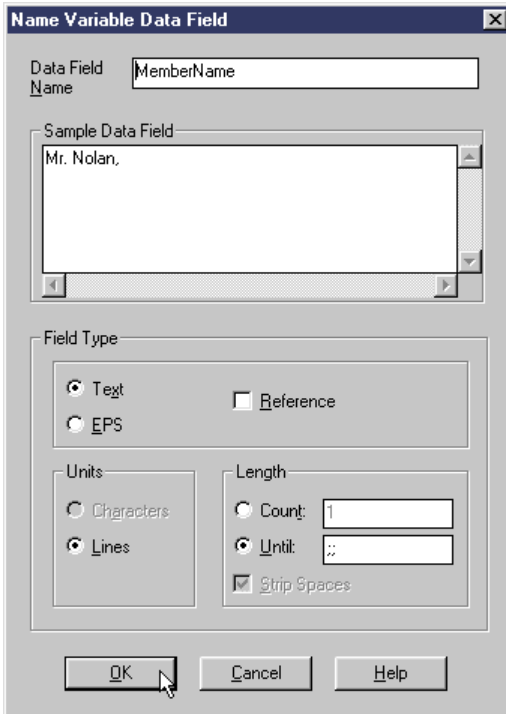 Name Variable Data Field
Data Field
Name
MemberName
Sample Data Field
Mr. Nolan,
Field Type
Text
Reference
EPS
Units
Length
Characters
Count: 1
Lines
Until: ;;
Strip Spaces
OK
Cancel
Help